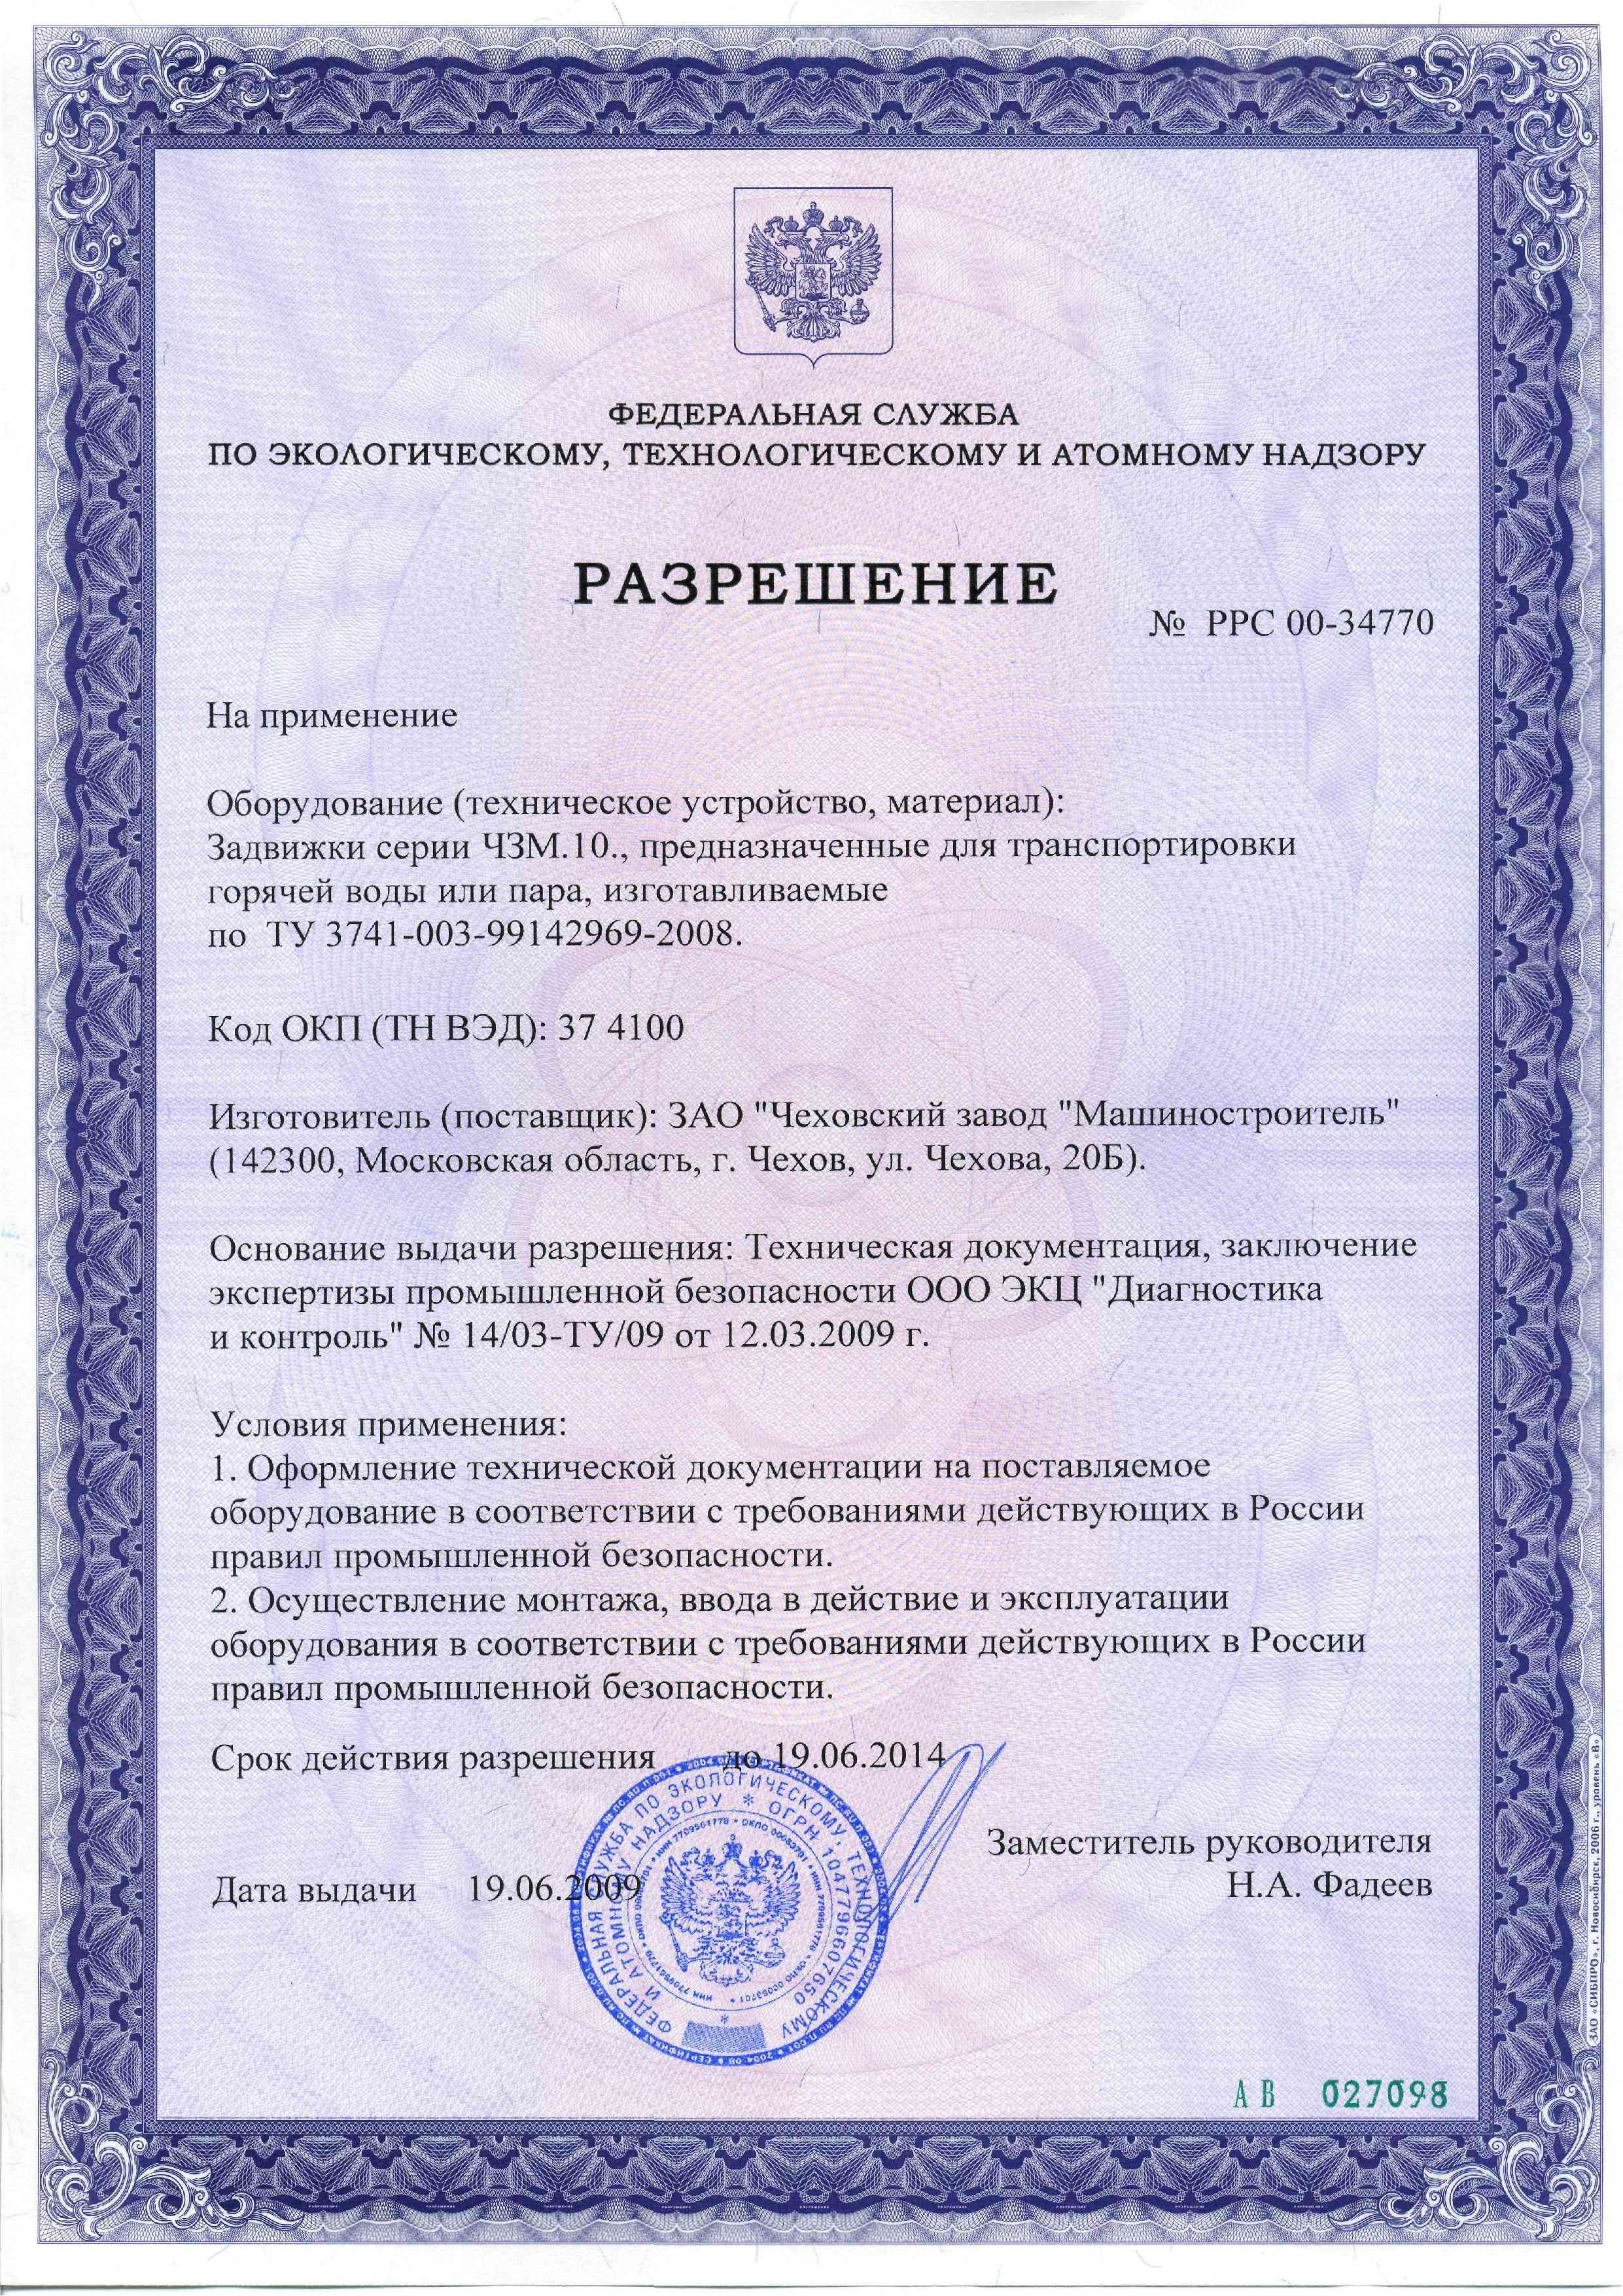 ФЕДЕРАЛЬНАЯ СЛУЖБА
ПО ЭКОЛОГИЧЕСКОМУ, ТЕХНОЛОГИЧЕСКОМУ И АТОМНОМУ НАДЗОРУ
РАЗРЕШЕНИЕ
№ РРС 00-34770
На применение
Оборудование (техническое устройство, материал):
Задвижки серии ЧЗМ.10., предназначенные для транспортировки
горячей воды или пара, изготавливаемые
по ТУ 3741-003-99142969-2008.
Код ОКП (ТН ВЭД): 37 4100
Изготовитель (поставщик): ЗАО "Чеховский завод "Машиностроитель"
(142300, Московская область, г. Чехов, ул. Чехова, 20Б).
Основание выдачи разрешения: Техническая документация, заключение
экспертизы промышленной безопасности ООО ЭКЦ "Диагностика
и контроль" № 14/03-ТУ/09 от 12.03.2009 г.
Условия применения:
1. Оформление технической документации на поставляемое
оборудование в соответствии с требованиями действующих в России
правил промышленной безопасности.
2. Осуществление монтажа, ввода в действие и эксплуатации
оборудования в соответствии с требованиями действующих в России
правил промышленной безопасности.
Срок действия разрешения до 19.06.2014
Заместитель руководителя
Дата выдачи 19.06.2009
Н.А. Фадеев
ФЕДЕРАЛЬНАЯ СЛУЖБА ПО ЭКОЛОГИЧЕСКОМУ, ТЕХНОЛОГИЧЕСКОМУ
И АТОМНОМУ НАДЗОРУ * ОГРН 1047796607650 *
АВ 027098
ЗАО «СИБПРО», г. Новосибирск, 2006 г., уровень «В»